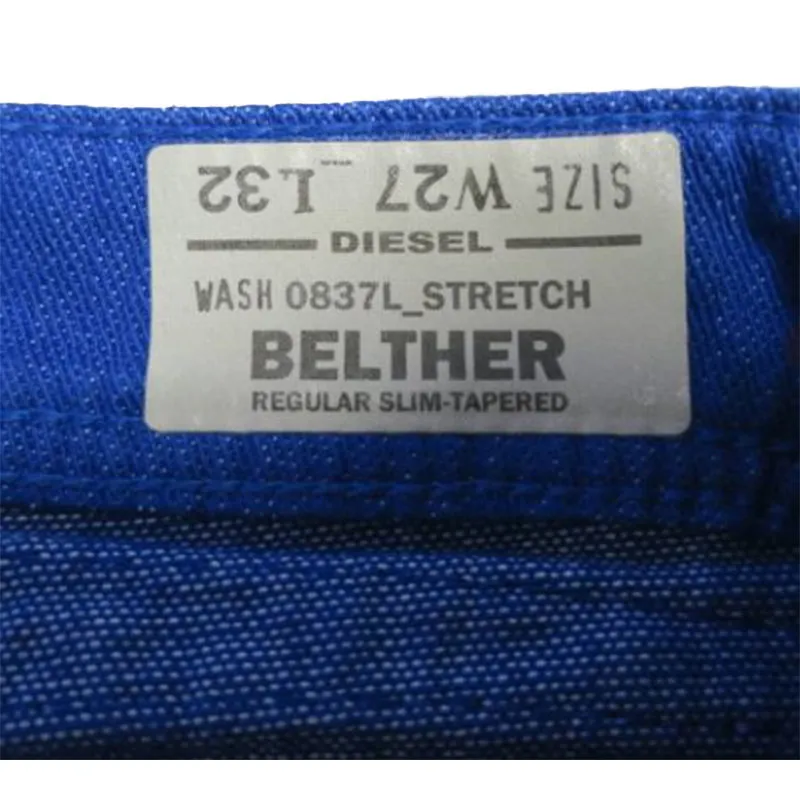 SIZE W27 L32
DIESEL
WASH 0837L_STRETCH
BELTHER
REGULAR SLIM-TAPERED